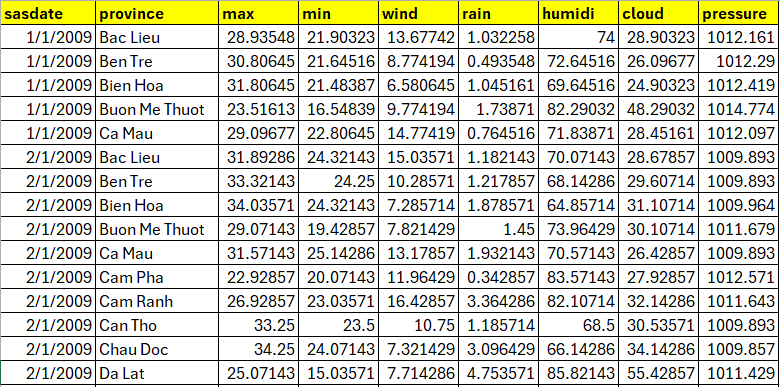 sasdate province max min wind rain humidi cloud pressure
1/1/2009 Bac Lieu 28.93548 21.90323 13.67742 1.032258 74 28.90323 1012.161
1/1/2009 Ben Tre 30.80645 21.64516 8.774194 0.493548 72.64516 26.09677 1012.29
1/1/2009 Bien Hoa 31.80645 21.48387 6.580645 1.045161 69.64516 24.90323 1012.419
1/1/2009 Buon Me Thuot 23.51613 16.54839 9.774194 1.73871 82.29032 48.29032 1014.774
1/1/2009 Ca Mau 29.09677 22.80645 14.77419 0.764516 71.83871 28.45161 1012.097
2/1/2009 Bac Lieu 31.89286 24.32143 15.03571 1.182143 70.07143 28.67857 1009.893
2/1/2009 Ben Tre 33.32143 24.25 10.28571 1.217857 68.14286 29.60714 1009.893
2/1/2009 Bien Hoa 34.03571 24.32143 7.285714 1.878571 64.85714 31.10714 1009.964
2/1/2009 Buon Me Thuot 29.07143 19.42857 7.821429 1.45 73.96429 30.10714 1011.679
2/1/2009 Ca Mau 31.57143 25.14286 13.17857 1.932143 70.57143 26.42857 1009.893
2/1/2009 Cam Pha 22.92857 20.07143 11.96429 0.342857 83.57143 27.92857 1012.571
2/1/2009 Cam Ranh 26.92857 23.03571 16.42857 3.364286 82.10714 32.14286 1011.643
2/1/2009 Can Tho 33.25 23.5 10.75 1.185714 68.5 30.53571 1009.893
2/1/2009 Chau Doc 34.25 24.07143 7.321429 3.096429 66.14286 34.14286 1009.857
2/1/2009 Da Lat 25.07143 15.03571 7.714286 4.753571 85.82143 55.42857 1011.429